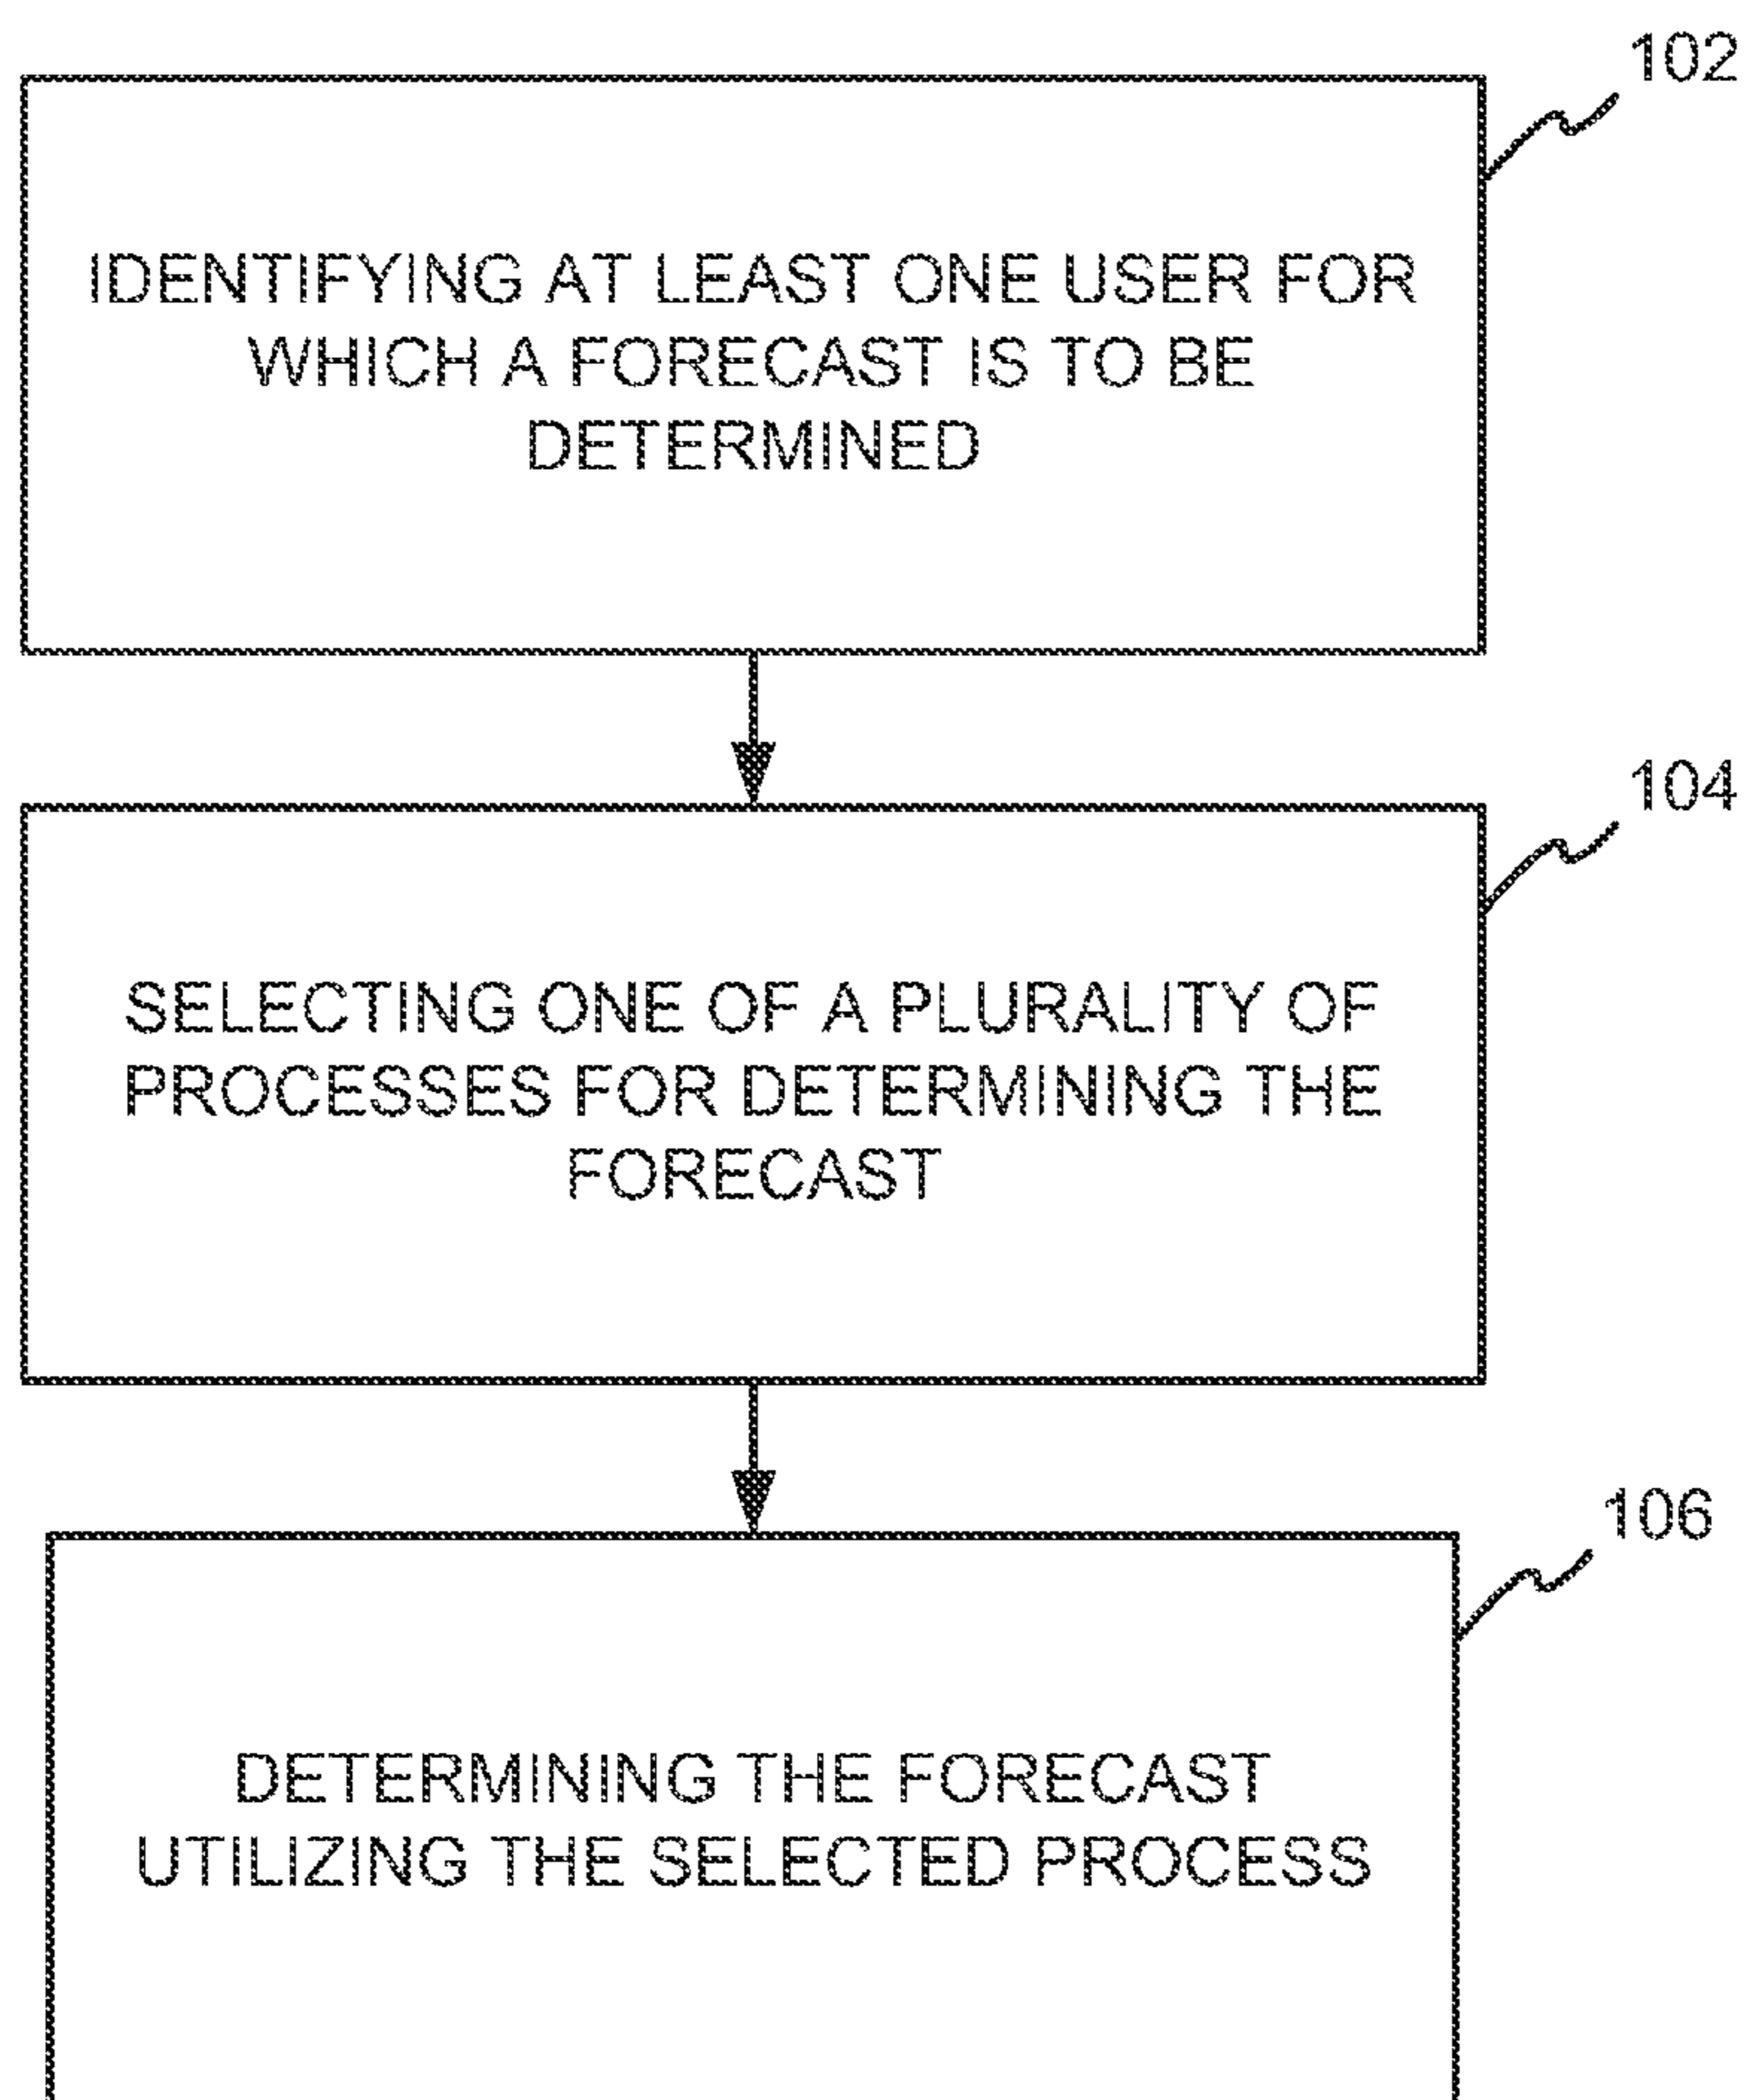 102
IDENTIFYING AT LEAST ONE USER FOR
WHICH A FORECAST IS TO BE
DETERMINED
104
SELECTING ONE OF A PLURALITY OF
PROCESSES FOR DETERMINING THE
FORECAST
106
DETERMINING THE FORECAST
UTILIZING THE SELECTED PROCESS